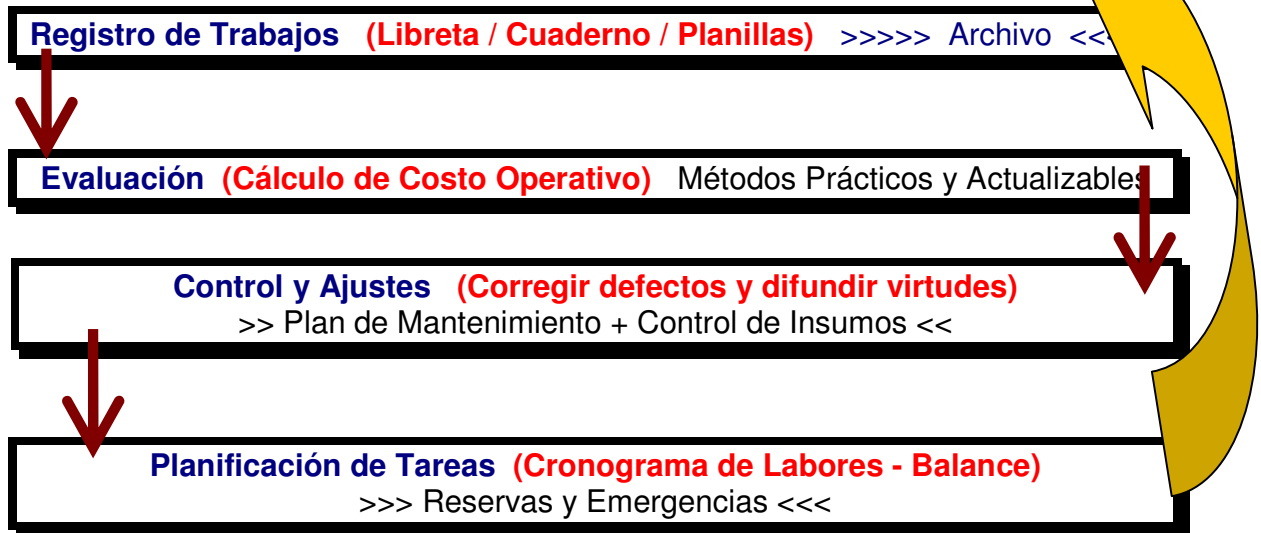 Registro de Trabajos (Libreta / Cuaderno / Planillas) >>>>> Archivo <<<
Evaluación (Cálculo de Costo Operativo) Métodos Prácticos y Actualizables
Control y Ajustes (Corregir defectos y difundir virtudes)
>> Plan de Mantenimiento + Control de Insumos <<
Planificación de Tareas (Cronograma de Labores - Balance)
>>> Reservas y Emergencias <<<